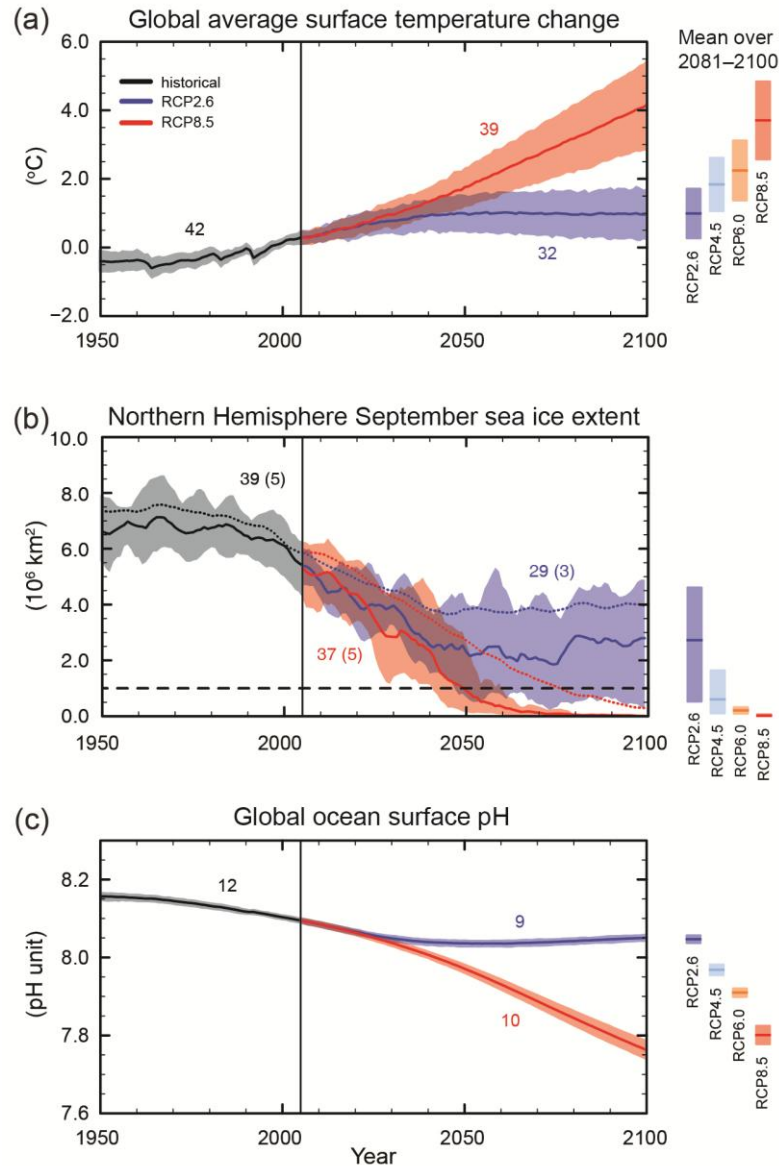 (a)
Global average surface temperature change
Mean over
2081–2100
6.0
4.0
2.0
0.0
−2.0
(°C)
historical
RCP2.6
RCP8.5
42
39
32
1950
2000
2050
2100
RCP2.6
RCP4.5
RCP6.0
RCP8.5
(b)
Northern Hemisphere September sea ice extent
10.0
8.0
6.0
4.0
2.0
0.0
(10⁶ km²)
39 (5)
29 (3)
37 (5)
1950
2000
2050
2100
RCP2.6
RCP4.5
RCP6.0
RCP8.5
(c)
Global ocean surface pH
8.2
8.0
7.8
7.6
(pH unit)
12
9
10
1950
2000
2050
2100
Year
RCP2.6
RCP4.5
RCP6.0
RCP8.5